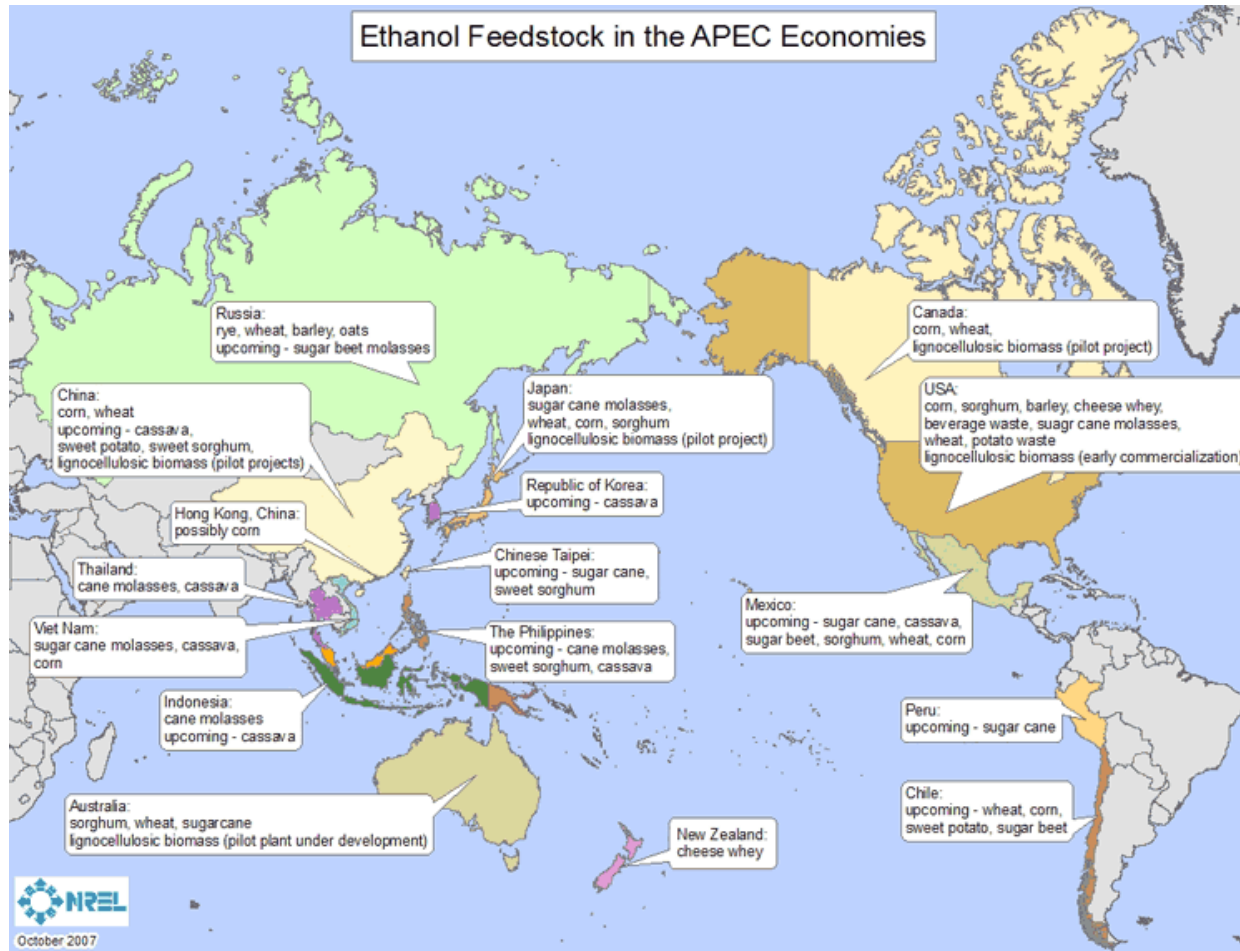 Ethanol Feedstock in the APEC Economies
Russia:
rye, wheat, barley, oats
upcoming - sugar beet molasses
Canada:
corn, wheat,
lignocellulosic biomass (pilot project)
China:
corn, wheat
upcoming - cassava,
sweet potato, sweet sorghum,
lignocellulosic biomass (pilot projects)
Japan:
sugar cane molasses,
wheat, corn, sorghum
lignocellulosic biomass (pilot project)
USA:
corn, sorghum, barley, cheese whey,
beverage waste, suagr cane molasses,
wheat, potato waste
lignocellulosic biomass (early commercialization)
Republic of Korea:
upcoming - cassava
Hong Kong, China:
possibly corn
Chinese Taipei:
upcoming - sugar cane,
sweet sorghum
Thailand:
cane molasses, cassava
Mexico:
upcoming - sugar cane, cassava,
sugar beet, sorghum, wheat, corn
Viet Nam:
sugar cane molasses, cassava,
corn
The Philippines:
upcoming - cane molasses,
sweet sorghum, cassava
Indonesia:
cane molasses
upcoming - cassava
Peru:
upcoming - sugar cane
Chile:
upcoming - wheat, corn,
sweet potato, sugar beet
Australia:
sorghum, wheat, sugarcane
lignocellulosic biomass (pilot plant under development)
New Zealand:
cheese whey
NREL
October 2007